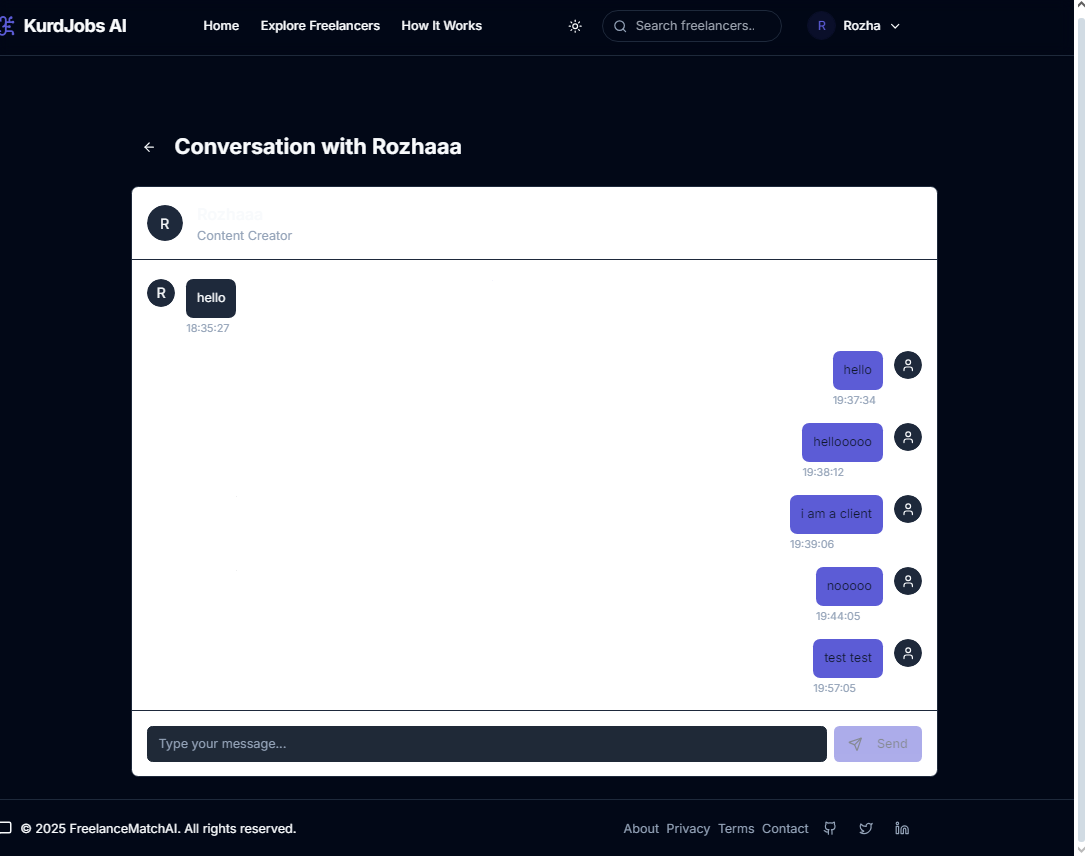 KurdJobs AI Home Explore Freelancers How It Works Search freelancers.. R Rozha
Conversation with Rozhaaa
R Rozhaaa
Content Creator
R hello
18:35:27
hello
19:37:34
hellooooo
19:38:12
i am a client
19:39:06
nooooo
19:44:05
test test
19:57:05
Type your message... Send
© 2025 FreelanceMatchAI. All rights reserved. About Privacy Terms Contact